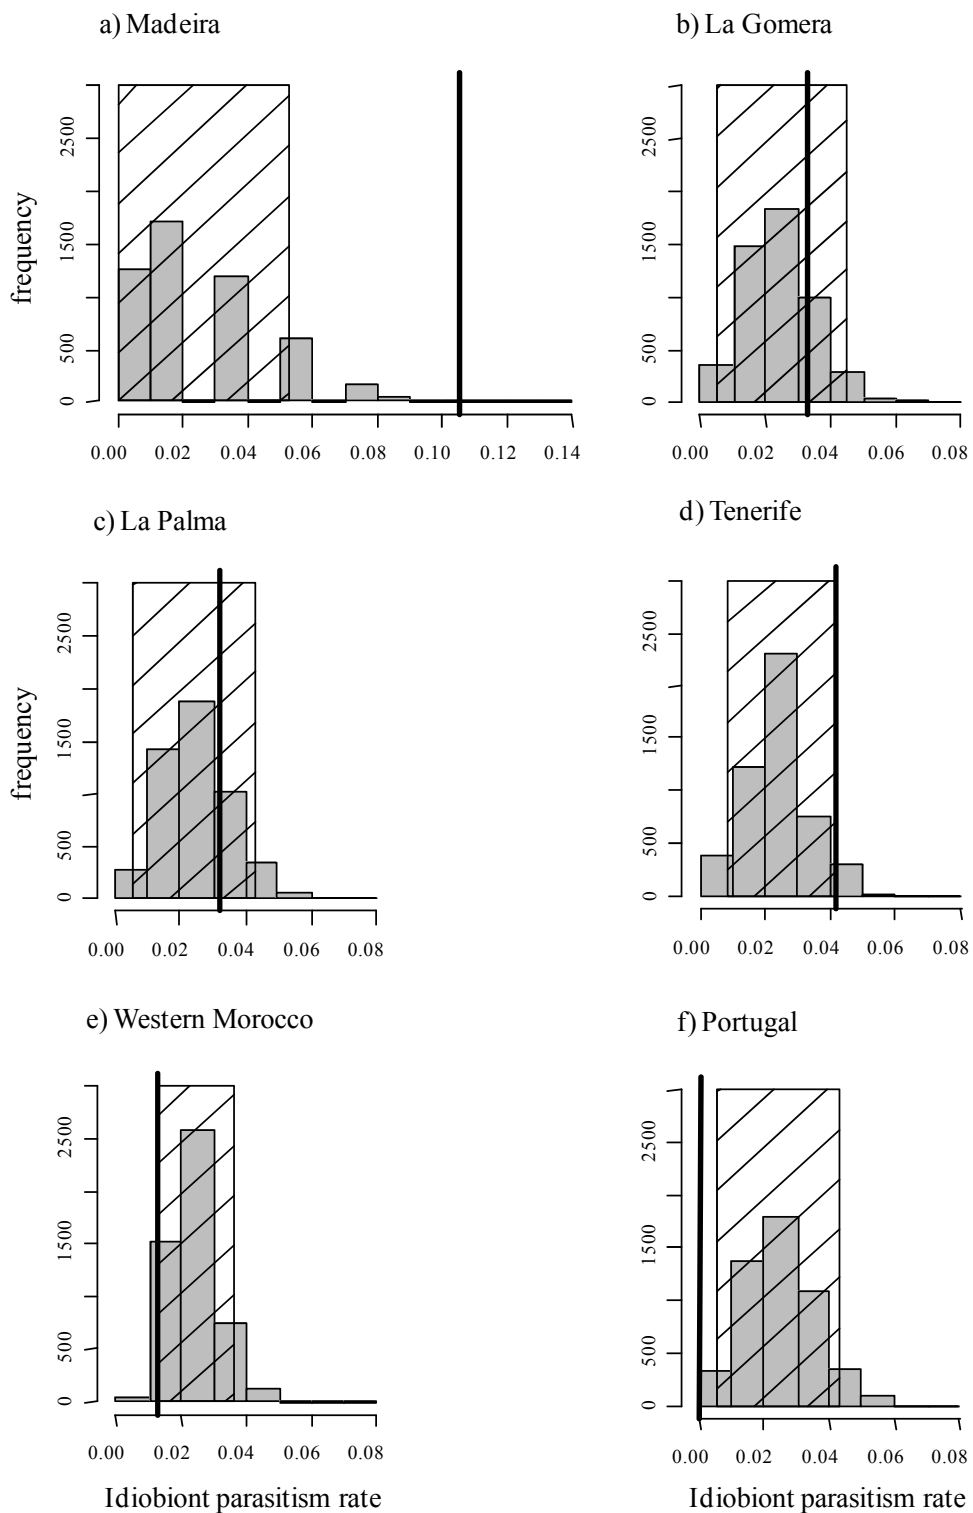 a) Madeira
b) La Gomera
frequency
2500
1500
500
0
0.00 0.02 0.04 0.06 0.08 0.10 0.12 0.14
2500
1500
500
0
0.00 0.02 0.04 0.06 0.08
c) La Palma
d) Tenerife
frequency
2500
1500
500
0
0.00 0.02 0.04 0.06 0.08
2500
1500
500
0
0.00 0.02 0.04 0.06 0.08
e) Western Morocco
f) Portugal
2500
1500
500
0
0.00 0.02 0.04 0.06 0.08
Idiobiont parasitism rate
2500
1500
500
0
0.00 0.02 0.04 0.06 0.08
Idiobiont parasitism rate